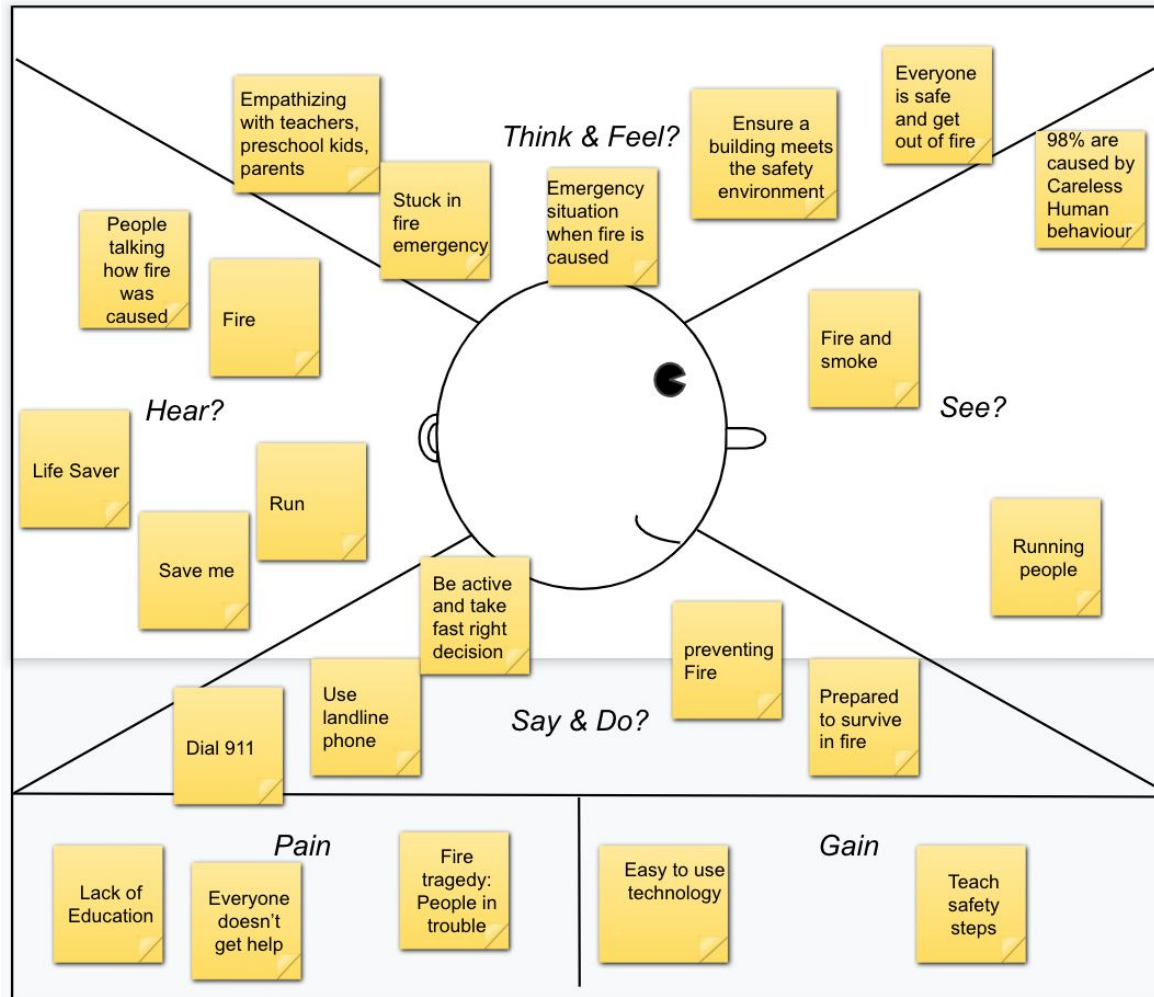 Think & Feel?
Empathizing
with teachers,
preschool kids,
parents
Stuck in
fire
emergency
Emergency
situation
when fire is
caused
Ensure a
building meets
the safety
environment
Everyone
is safe
and get
out of fire
98% are
caused by
Careless
Human
behaviour
Hear?
People
talking
how fire
was
caused
Fire
Life Saver
Run
Save me
See?
Fire and
smoke
Running
people
Say & Do?
Be active
and take
fast right
decision
Use
landline
phone
Dial 911
preventing
Fire
Prepared
to survive
in fire
Pain
Lack of
Education
Everyone
doesn't
get help
Fire
tragedy:
People in
trouble
Gain
Easy to use
technology
Teach
safety
steps